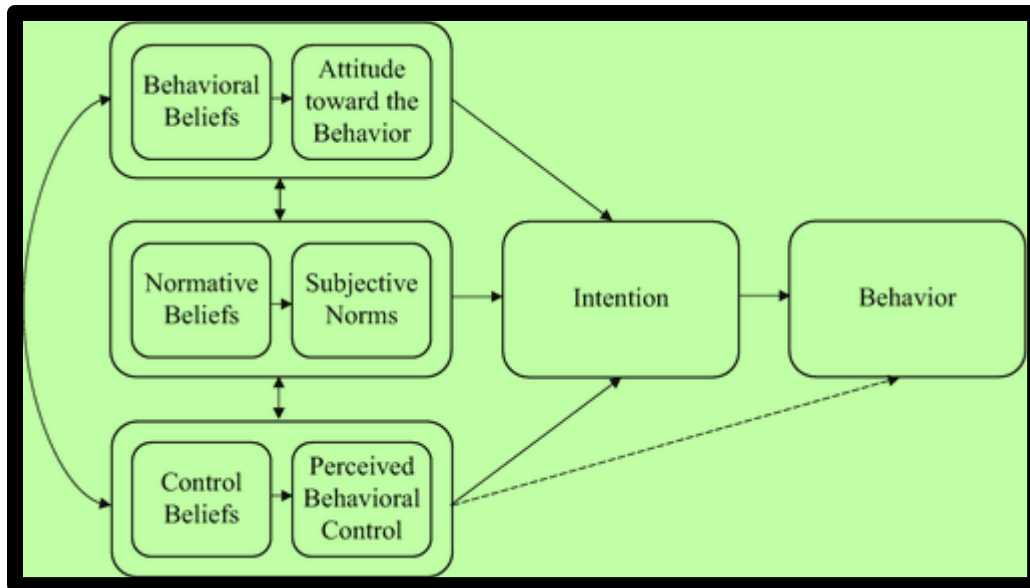 Behavioral
Beliefs
Attitude
toward the
Behavior
Normative
Beliefs
Subjective
Norms
Intention
Behavior
Control
Beliefs
Perceived
Behavioral
Control